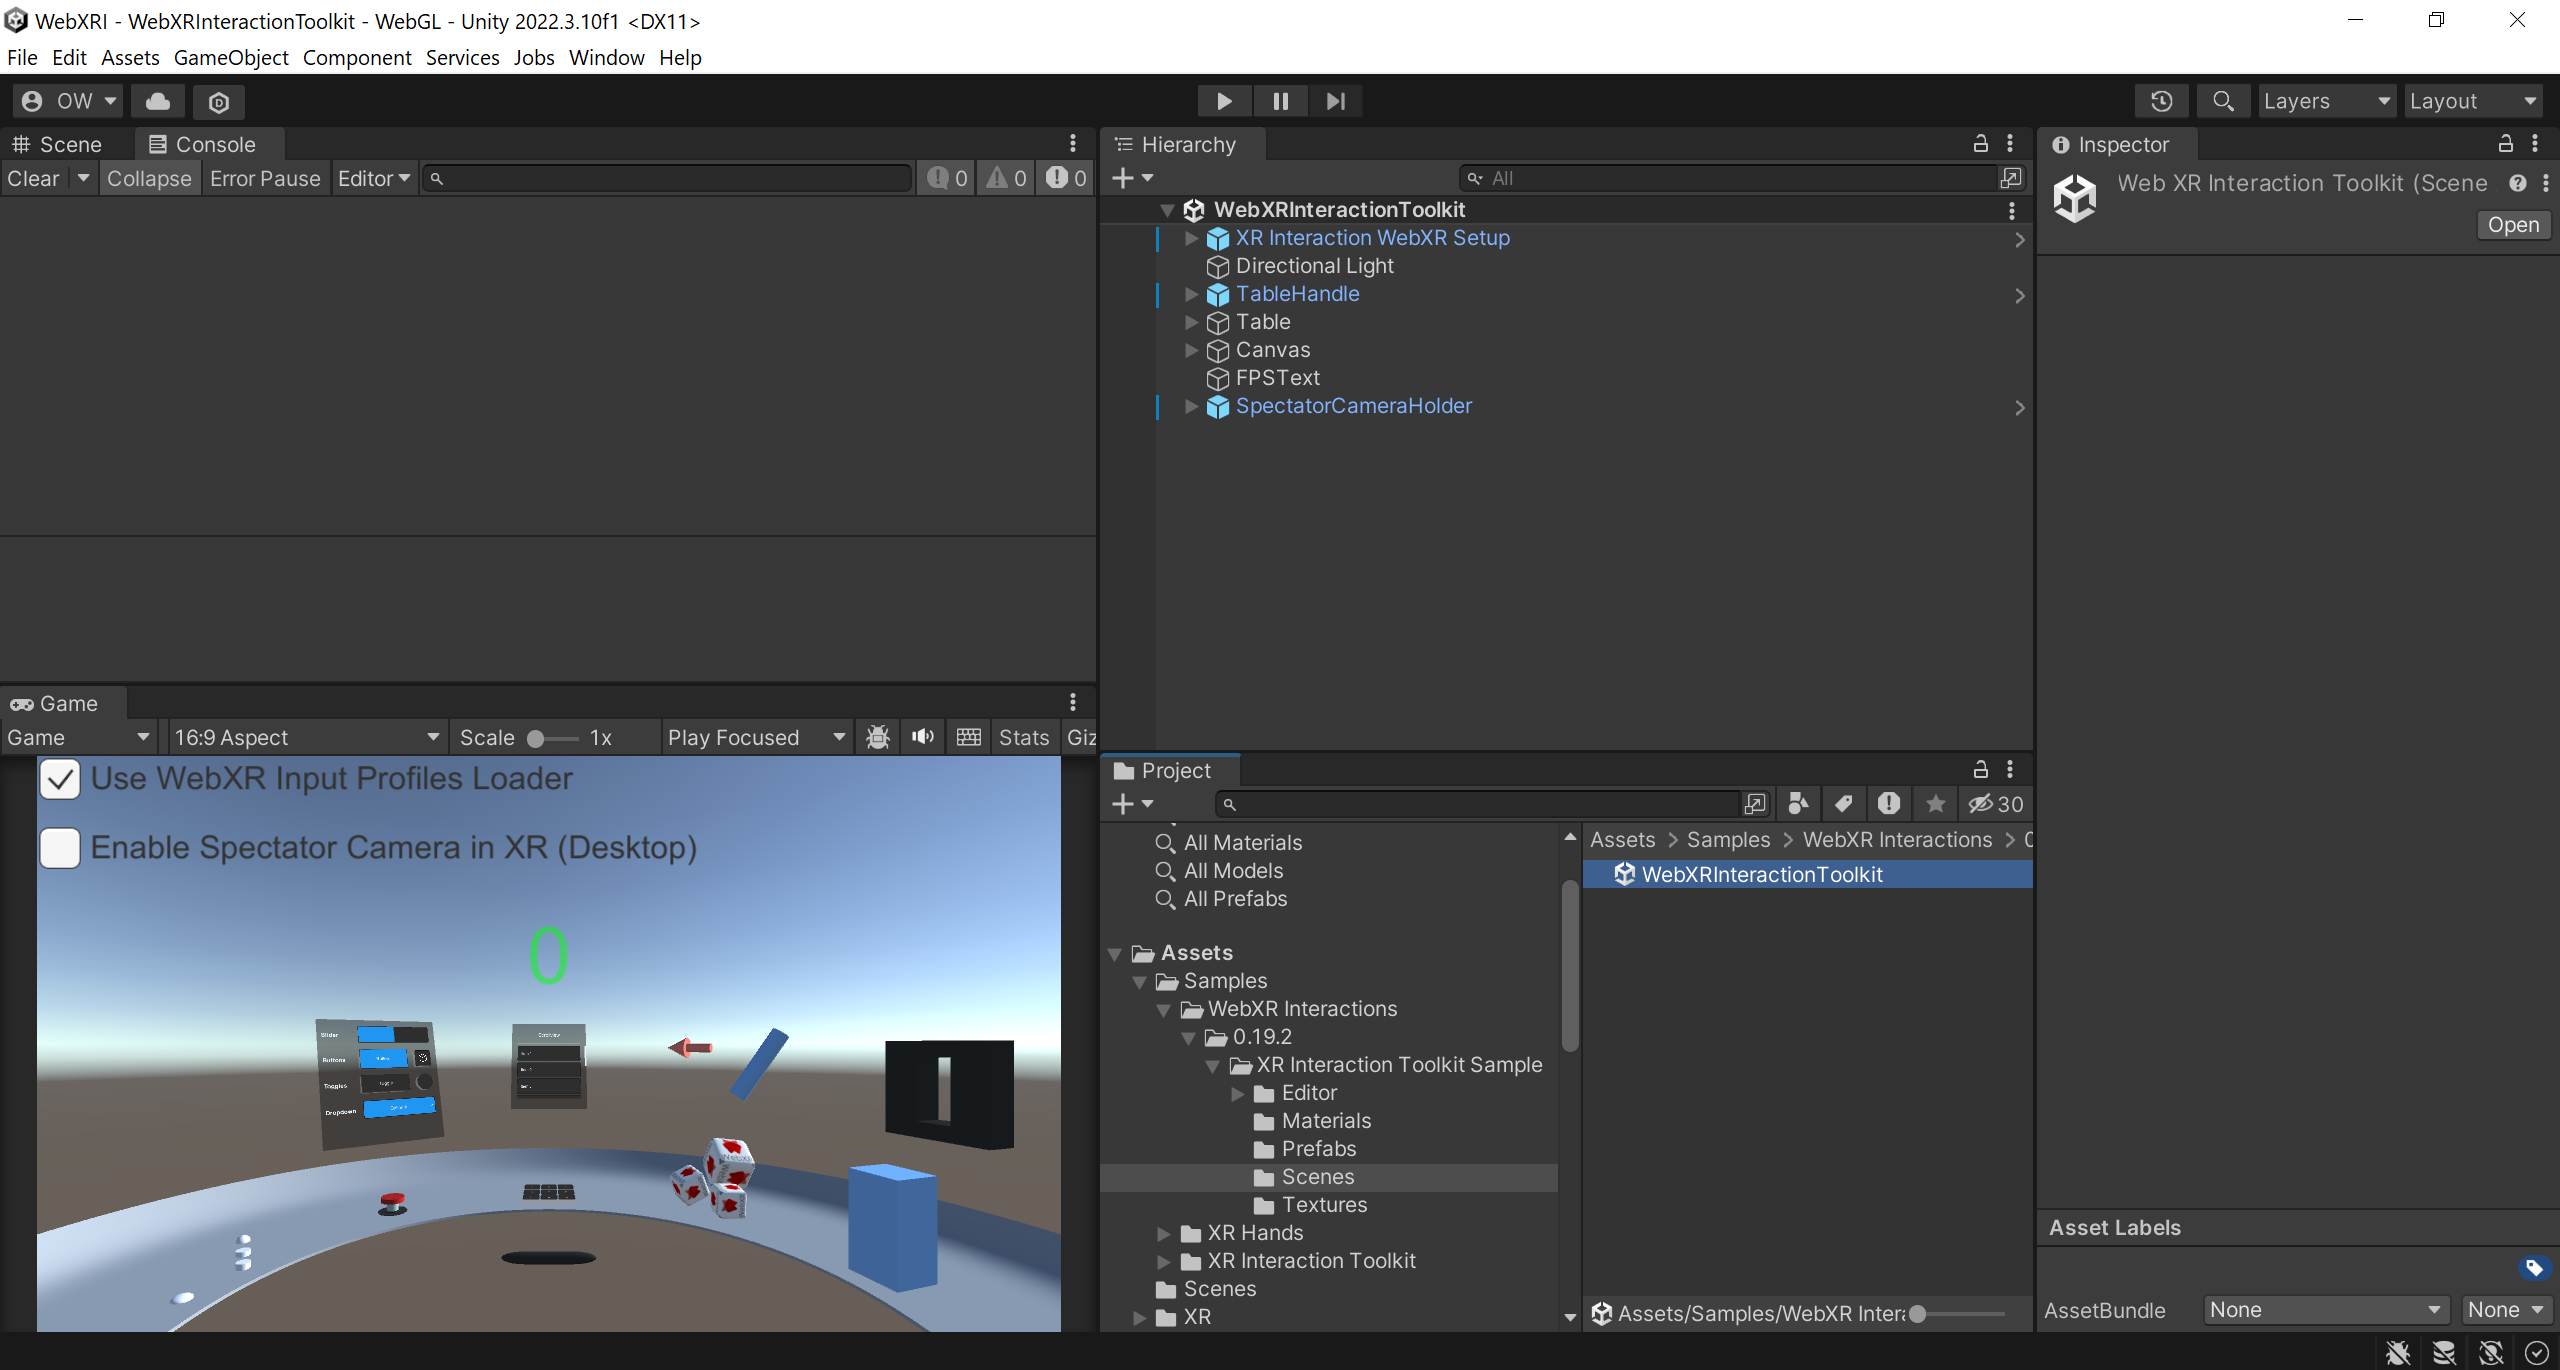 WebXRI - WebXRInteractionToolkit - WebGL - Unity 2022.3.10f1 <DX11>
File Edit Assets GameObject Component Services Jobs Window Help
OW
Layers
Layout
Scene
Console
Clear
Collapse
Error Pause
Editor
0
0
0
Hierarchy
All
WebXRInteractionToolkit
XR Interaction WebXR Setup
Directional Light
TableHandle
Table
Canvas
FPSText
SpectatorCameraHolder
Inspector
Web XR Interaction Toolkit (Scene
Open
Game
Game
16:9 Aspect
Scale
1x
Play Focused
Stats
Giz
Use WebXR Input Profiles Loader
Enable Spectator Camera in XR (Desktop)
0
Slider
Buttons
Toggles
Dropdown
Project
30
All Materials
All Models
All Prefabs
Assets
Samples
WebXR Interactions
0.19.2
XR Interaction Toolkit Sample
Editor
Materials
Prefabs
Scenes
Textures
XR Hands
XR Interaction Toolkit
Scenes
XR
Assets > Samples > WebXR Interactions > 0
WebXRInteractionToolkit
Assets/Samples/WebXR Inter
Asset Labels
AssetBundle
None
None